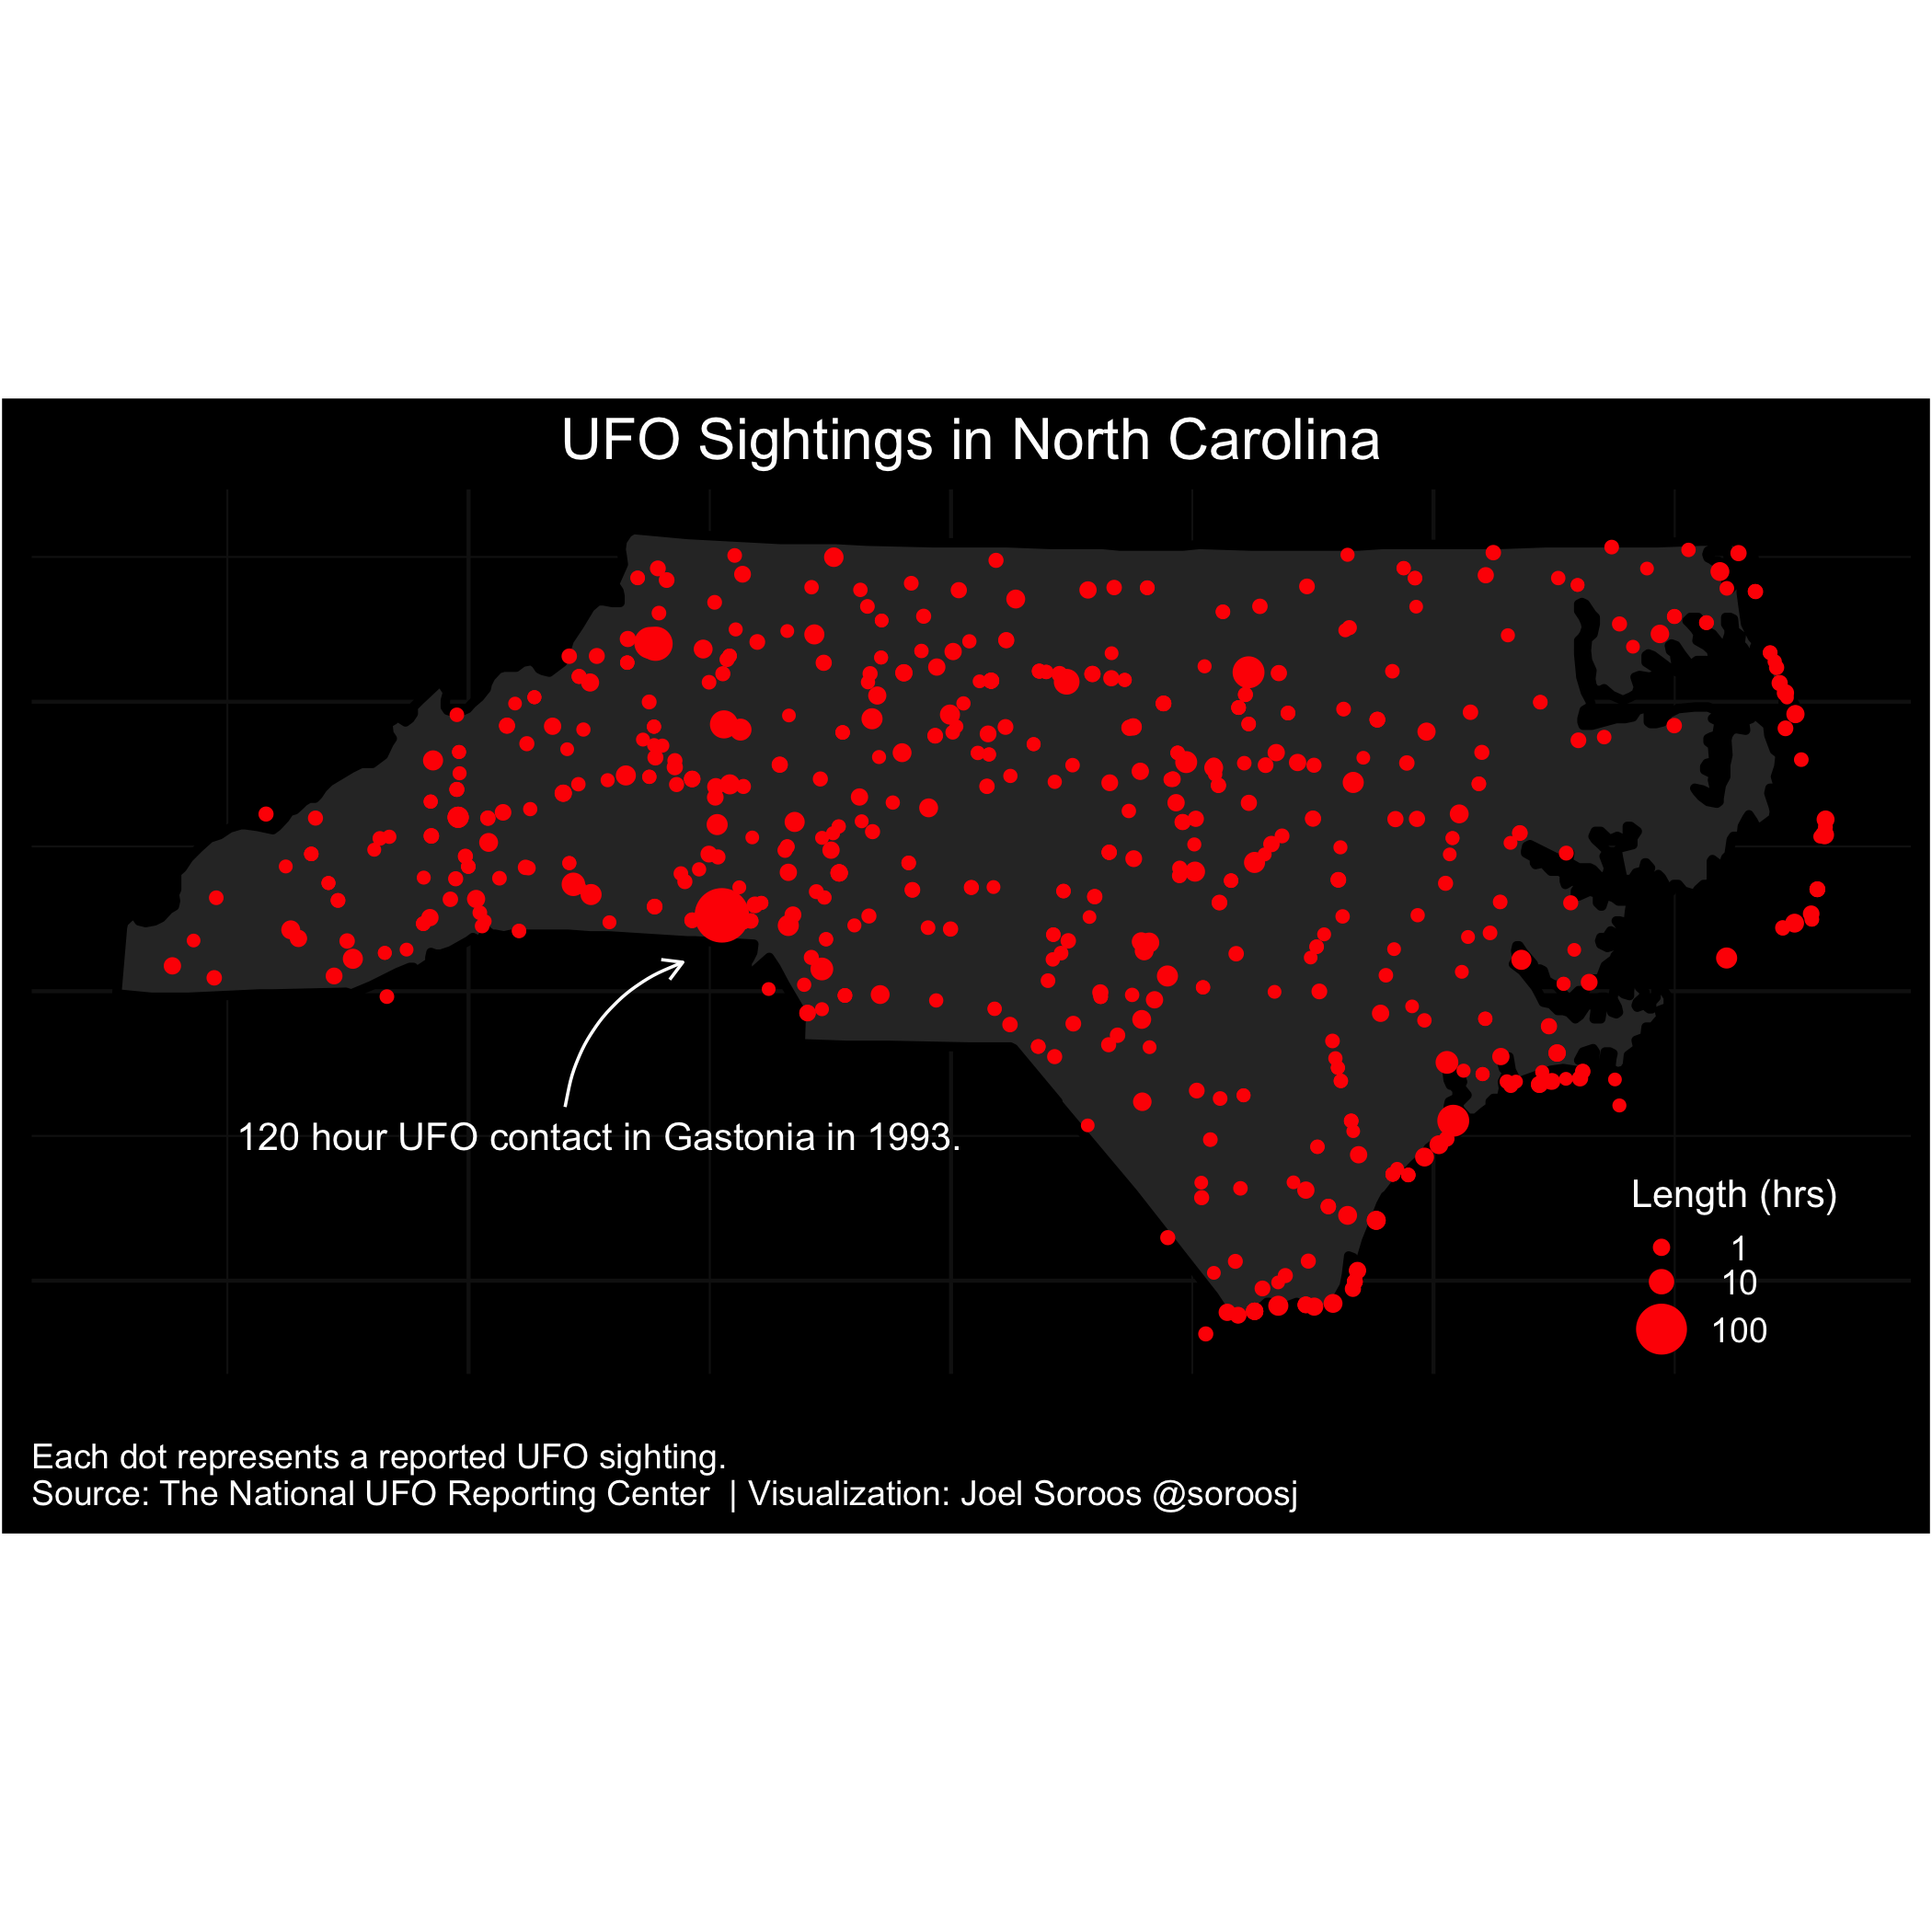 UFO Sightings in North Carolina
120 hour UFO contact in Gastonia in 1993.
Length (hrs)
1
10
100
Each dot represents a reported UFO sighting.
Source: The National UFO Reporting Center | Visualization: Joel Soroos @soroosj